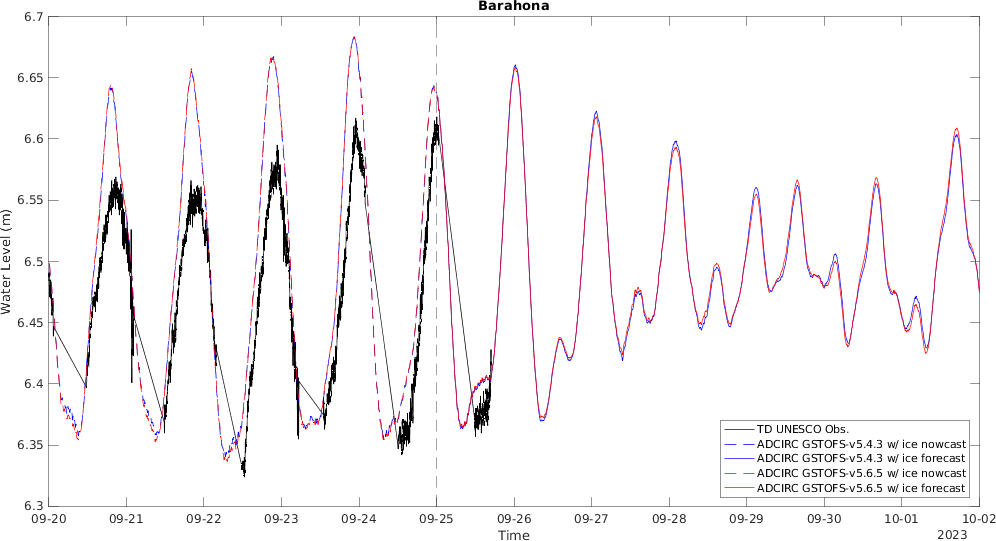 Barahona
Water Level (m)
6.7
6.65
6.6
6.55
6.5
6.45
6.4
6.35
6.3
09-20 09-21 09-22 09-23 09-24 09-25 09-26 09-27 09-28 09-29 09-30 10-01 10-02
Time
2023
TD UNESCO Obs.
ADCIRC GSTOFS-v5.4.3 w/ ice nowcast
ADCIRC GSTOFS-v5.4.3 w/ ice forecast
ADCIRC GSTOFS-v5.6.5 w/ ice nowcast
ADCIRC GSTOFS-v5.6.5 w/ ice forecast